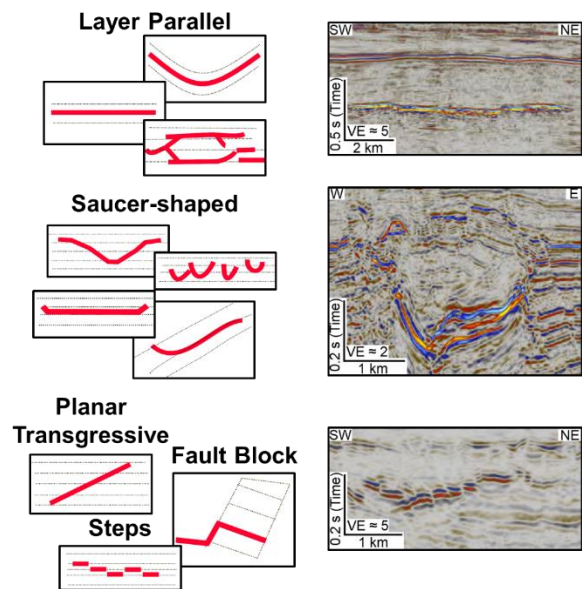 Layer Parallel
SW NE
0.5 s (Time)
VE ≈ 5
2 km
Saucer-shaped
W E
0.2 s (Time)
VE ≈ 2
1 km
Planar
Transgressive
Fault Block
Steps
SW NE
0.2 s (Time)
VE ≈ 5
1 km